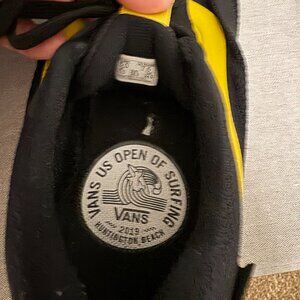 VANS US OPEN OF SURFING
VANS
2019
HUNTINGTON BEACH